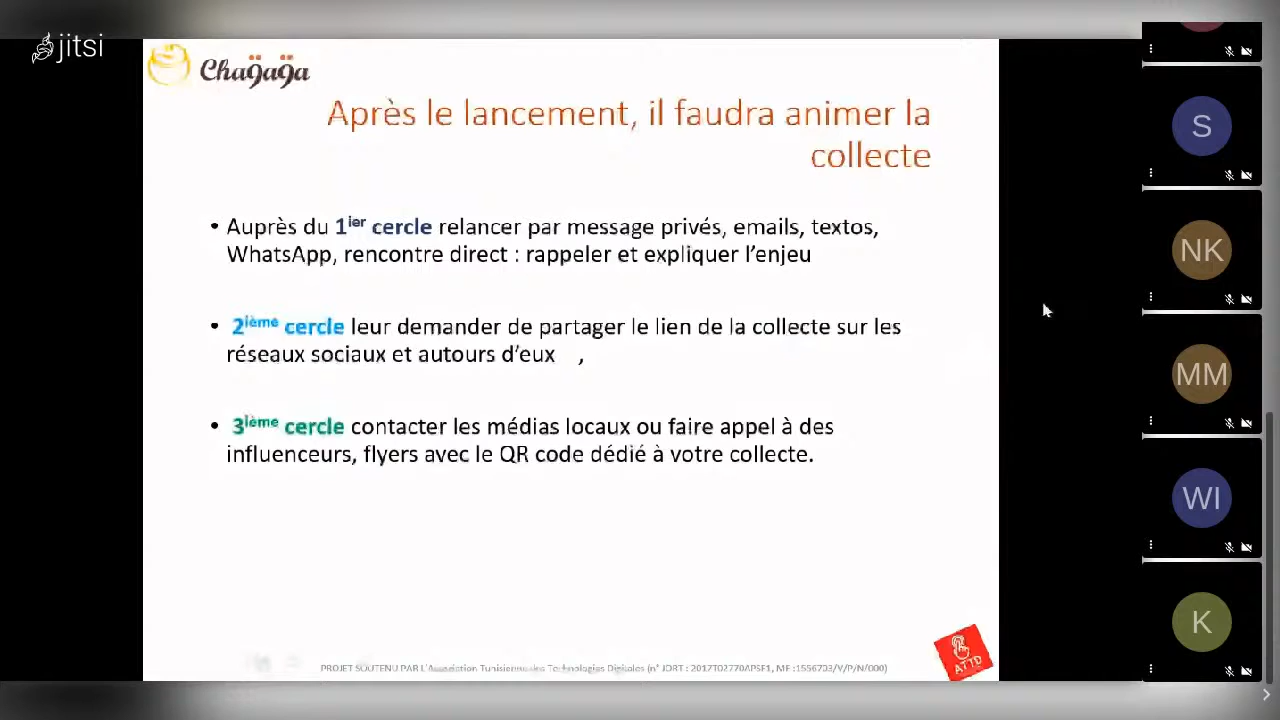 jitsi
Chagaga
Après le lancement, il faudra animer la
collecte
• Auprès du 1ier cercle relancer par message privés, emails, textos,
WhatsApp, rencontre direct : rappeler et expliquer l’enjeu
• 2ième cercle leur demander de partager le lien de la collecte sur les
réseaux sociaux et autours d’eux ,
• 3ième cercle contacter les médias locaux ou faire appel à des
influenceurs, flyers avec le QR code dédié à votre collecte.
PROJET SOUTENU PAR L’Association Tunisienne des Technologies Digitales (n° JORT : 2017T02770APSF1, MF :1556703/V/P/N/000)
ATTD
S
NK
MM
WI
K